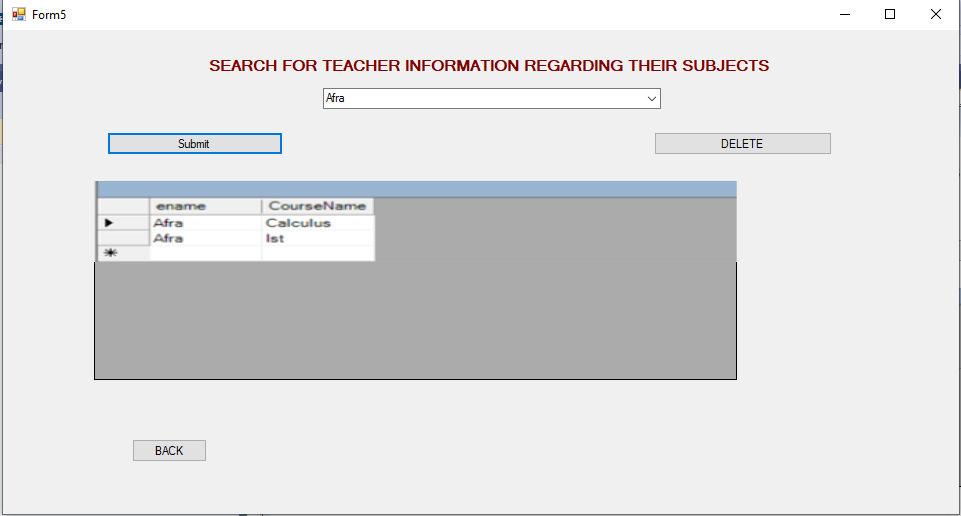 Form5
SEARCH FOR TEACHER INFORMATION REGARDING THEIR SUBJECTS
Afra
Submit DELETE
ename CourseName
Afra Calculus
Afra Ist
BACK